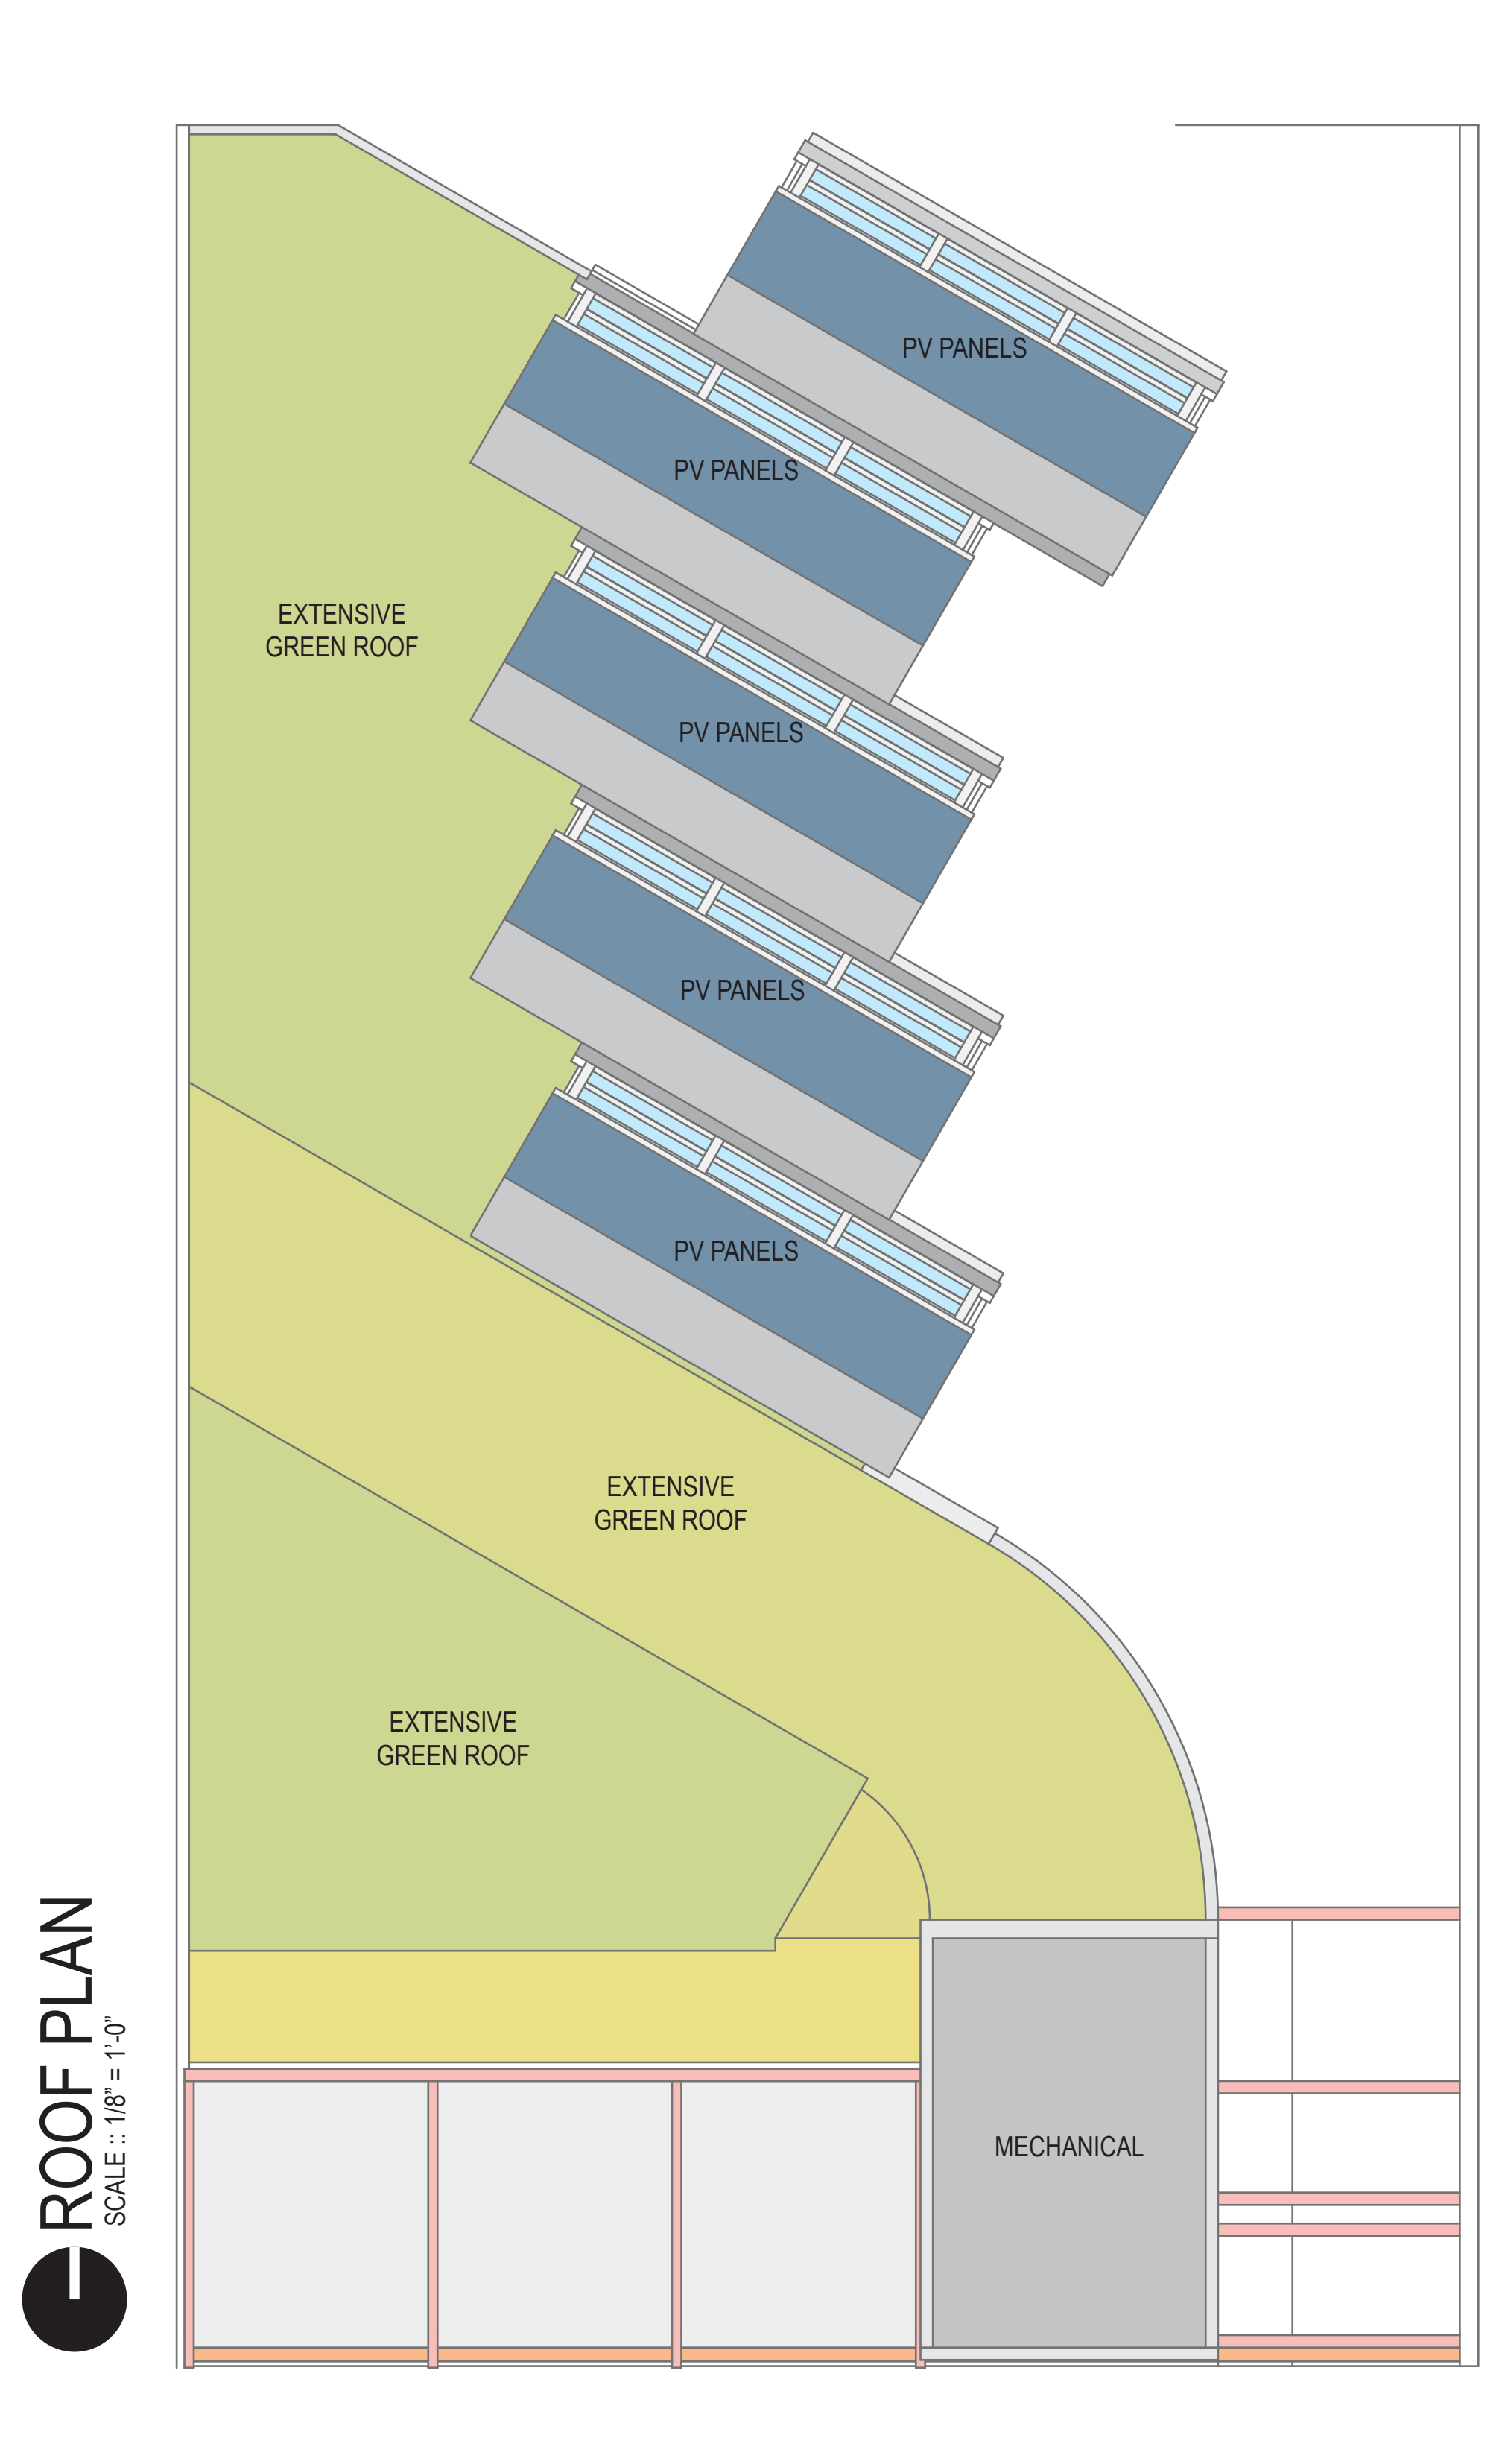 PV PANELS
PV PANELS
EXTENSIVE
GREEN ROOF
PV PANELS
PV PANELS
PV PANELS
EXTENSIVE
GREEN ROOF
EXTENSIVE
GREEN ROOF
MECHANICAL
ROOF PLAN
SCALE :: 1/8” = 1’-0”